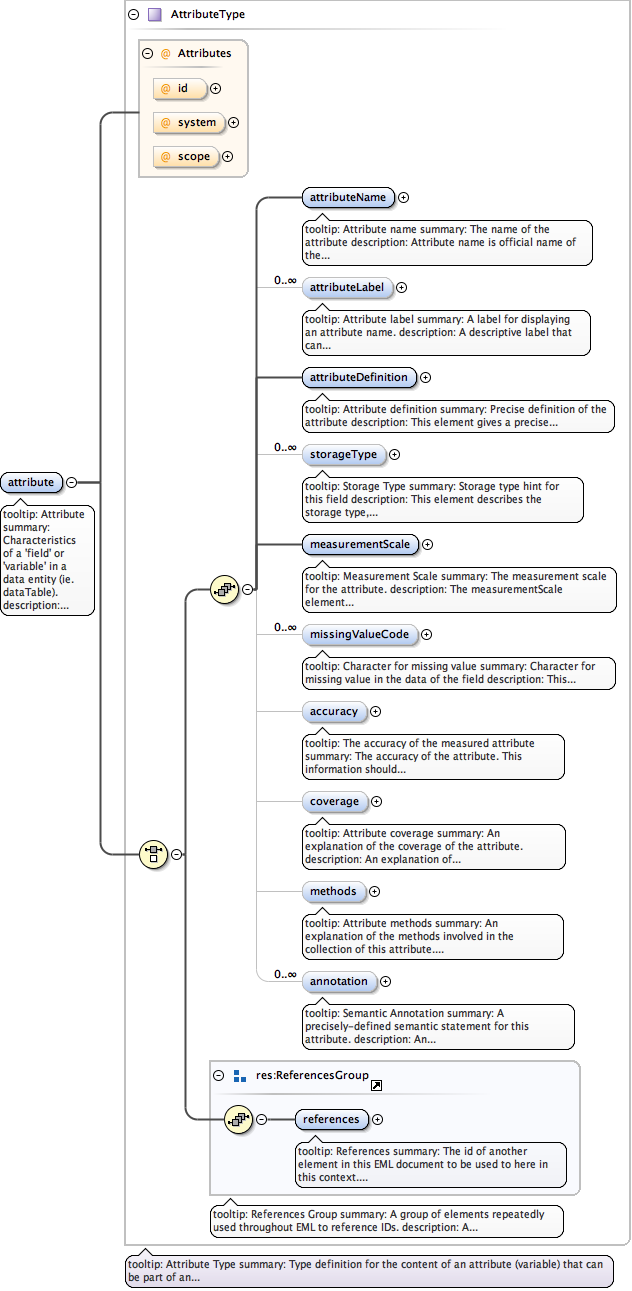 AttributeType
@ Attributes
@ id
@ system
@ scope
attributeName
tooltip: Attribute name summary: The name of the
attribute description: Attribute name is official name of
the...
0..∞
attributeLabel
tooltip: Attribute label summary: A label for displaying
an attribute name. description: A descriptive label that
can...
attributeDefinition
tooltip: Attribute definition summary: Precise definition of the
attribute description: This element gives a precise...
0..∞
storageType
tooltip: Storage Type summary: Storage type hint for
this field description: This element describes the
storage type,...
attribute
tooltip: Attribute
summary:
Characteristics
of a 'field' or
'variable' in a
data entity (ie.
dataTable).
description:...
measurementScale
tooltip: Measurement Scale summary: The measurement scale
for the attribute. description: The measurementScale
element...
0..∞
missingValueCode
tooltip: Character for missing value summary: Character for
missing value in the data of the field description: This...
accuracy
tooltip: The accuracy of the measured attribute
summary: The accuracy of the attribute. This
information should...
coverage
tooltip: Attribute coverage summary: An
explanation of the coverage of the attribute.
description: An explanation of...
methods
tooltip: Attribute methods summary: An
explanation of the methods involved in the
collection of this attribute....
0..∞
annotation
tooltip: Semantic Annotation summary: A
precisely-defined semantic statement for this
attribute. description: An...
res:ReferencesGroup
references
tooltip: References summary: The id of another
element in this EML document to be used to here in
this context....
tooltip: References Group summary: A group of elements repeatedly
used throughout EML to reference IDs. description: A...
tooltip: Attribute Type summary: Type definition for the content of an attribute (variable) that can
be part of an...